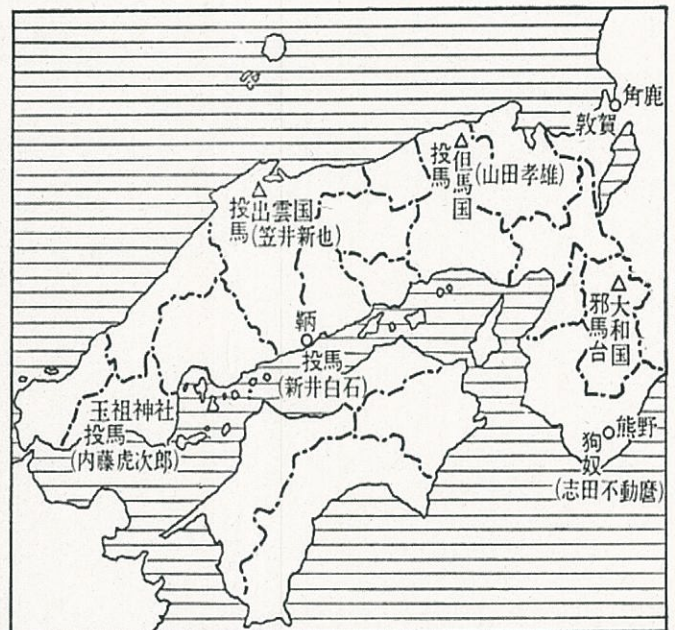 角鹿
敦賀
投馬
但馬国
(山田孝雄)
投馬
出雲国
(笠井新也)
邪馬台
大和国
鞆
投馬
(新井白石)
玉祖神社
投馬
(内藤虎次郎)
熊野
狗奴
(志田不動麿)